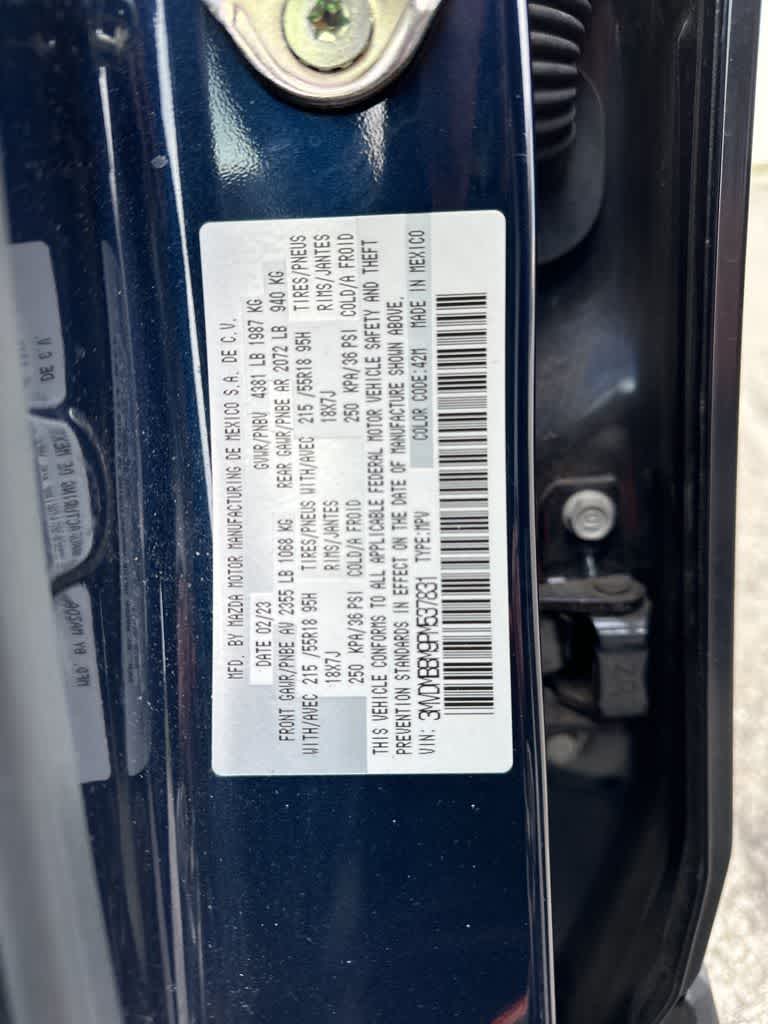 MFD. BY MAZDA MOTOR MANUFACTURING DE MEXICO S.A. DE C.V.
DATE 02/23 GVWR/PNBV 4381 LB 1987 KG
FRONT GAWR/PNBE AV 2355 LB 1068 KG REAR GAWR/PNBE AR 2072 LB 940 KG
WITH/AVEC 215 /55R18 95H TIRES/PNEUS WITH/AVEC 215 /55R18 95H TIRES/PNEUS
18X7J RIMS/JANTES 18X7J RIMS/JANTES
250 KPA/36 PSI COLD/A FROID 250 KPA/36 PSI COLD/A FROID
THIS VEHICLE CONFORMS TO ALL APPLICABLE FEDERAL MOTOR VEHICLE SAFETY AND THEFT
PREVENTION STANDARDS IN EFFECT ON THE DATE OF MANUFACTURE SHOWN ABOVE.
VIN: 3MVDMBBM9PM537831 TYPE:MPV COLOR CODE:42M MADE IN MEXICO